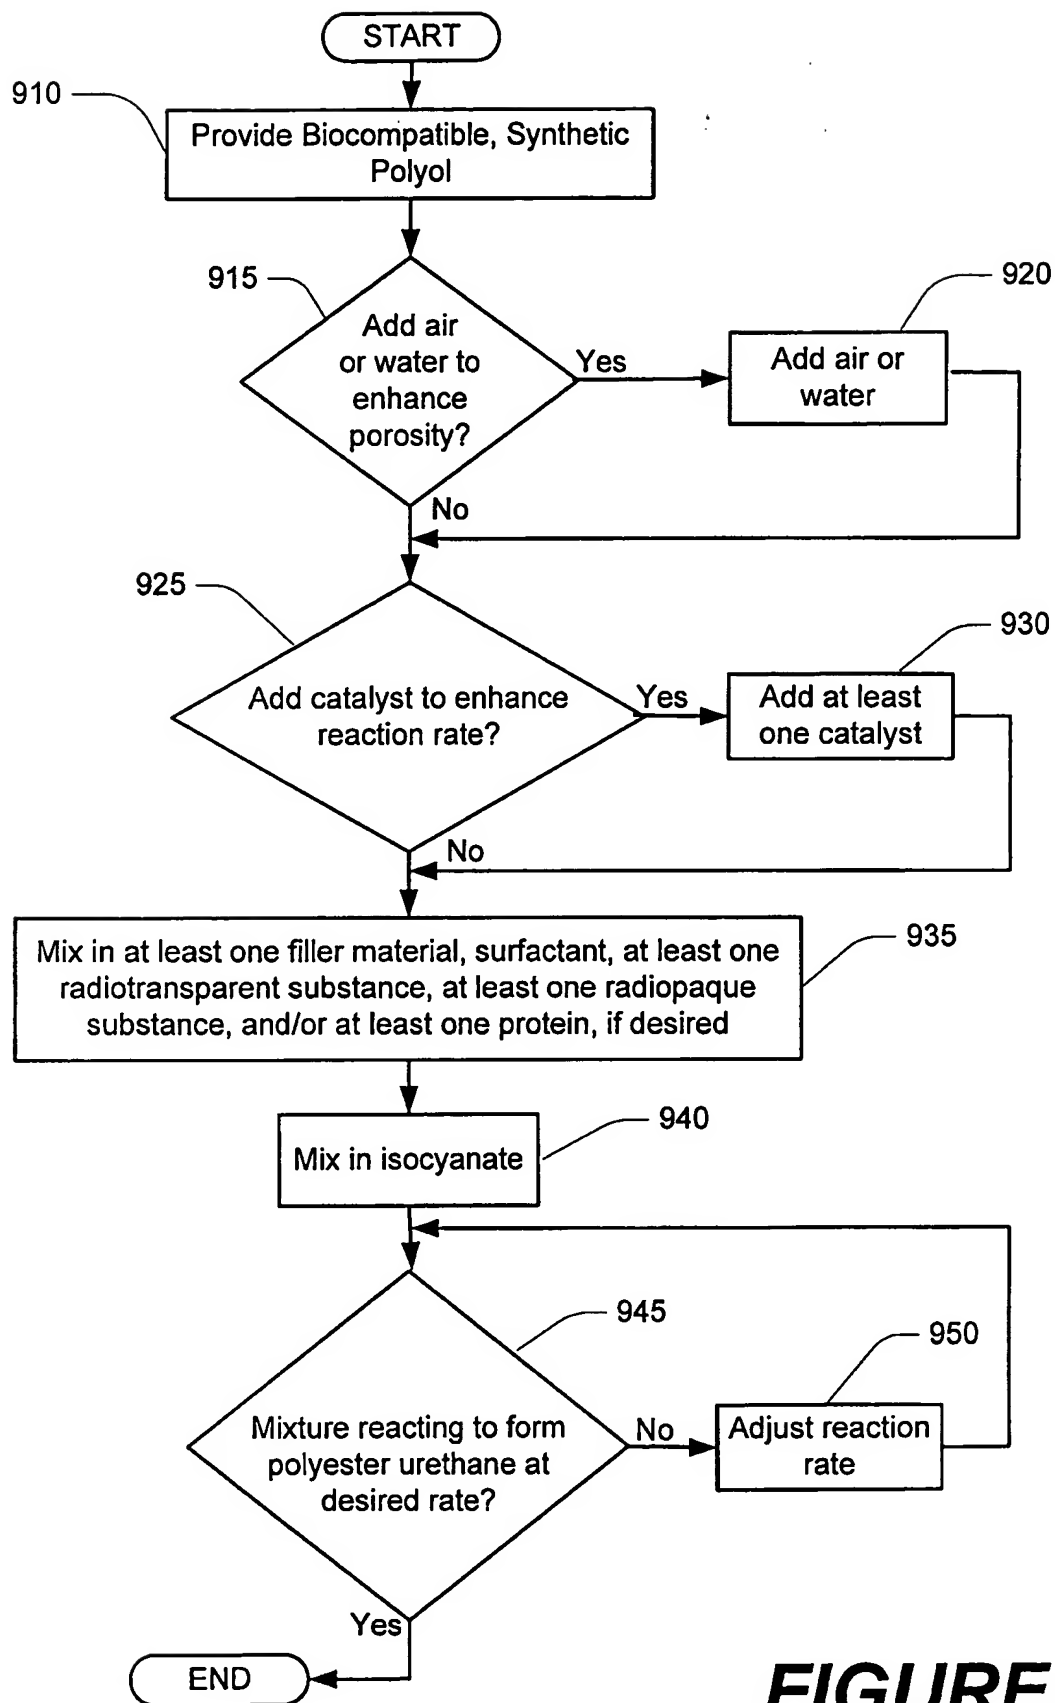 START
910
Provide Biocompatible, Synthetic
Polyol
915
Add air
or water to
enhance
porosity?
Yes
920
Add air or
water
No
925
Add catalyst to enhance
reaction rate?
Yes
930
Add at least
one catalyst
No
935
Mix in at least one filler material, surfactant, at least one
radiotransparent substance, at least one radiopaque
substance, and/or at least one protein, if desired
940
Mix in isocyanate
945
Mixture reacting to form
polyester urethane at
desired rate?
No
950
Adjust reaction
rate
Yes
END
FIGURE